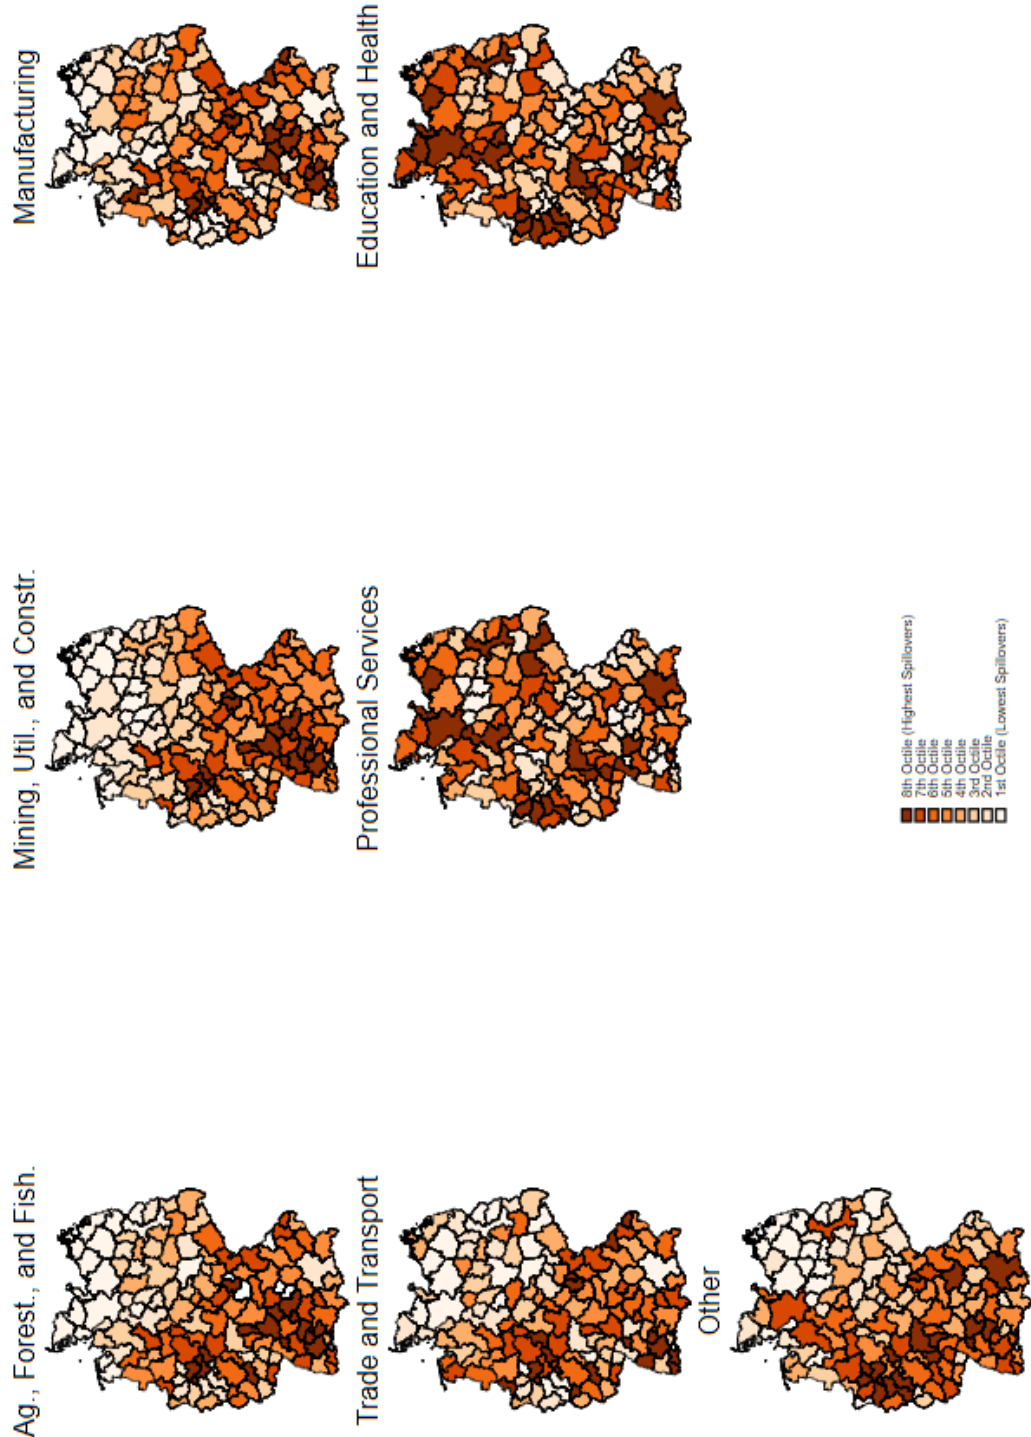 Ag., Forest., and Fish.
Mining, Util., and Constr.
Manufacturing
Trade and Transport
Professional Services
Education and Health
Other
8th Octile (Highest Spillovers)
7th Octile
6th Octile
5th Octile
4th Octile
3rd Octile
2nd Octile
1st Octile (Lowest Spillovers)